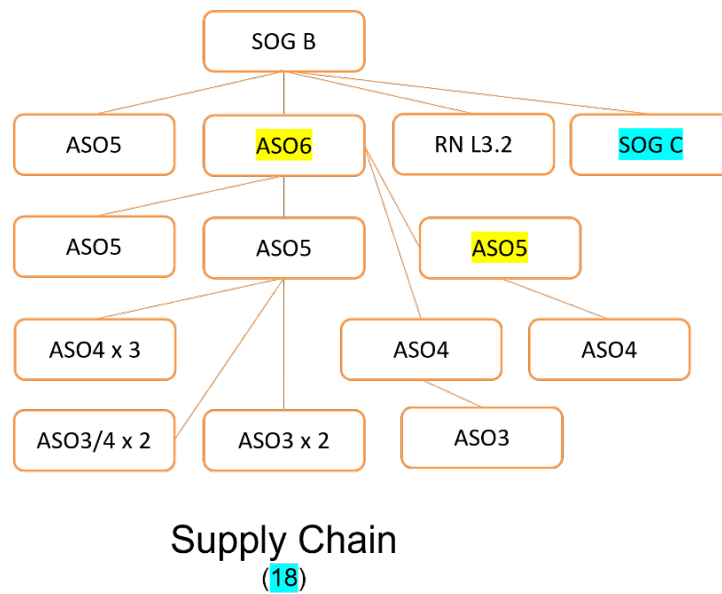 SOG B
ASO5
ASO6
RN L3.2
SOG C
ASO5
ASO5
ASO5
ASO4 x 3
ASO4
ASO4
ASO3/4 x 2
ASO3 x 2
ASO3
Supply Chain
(18)